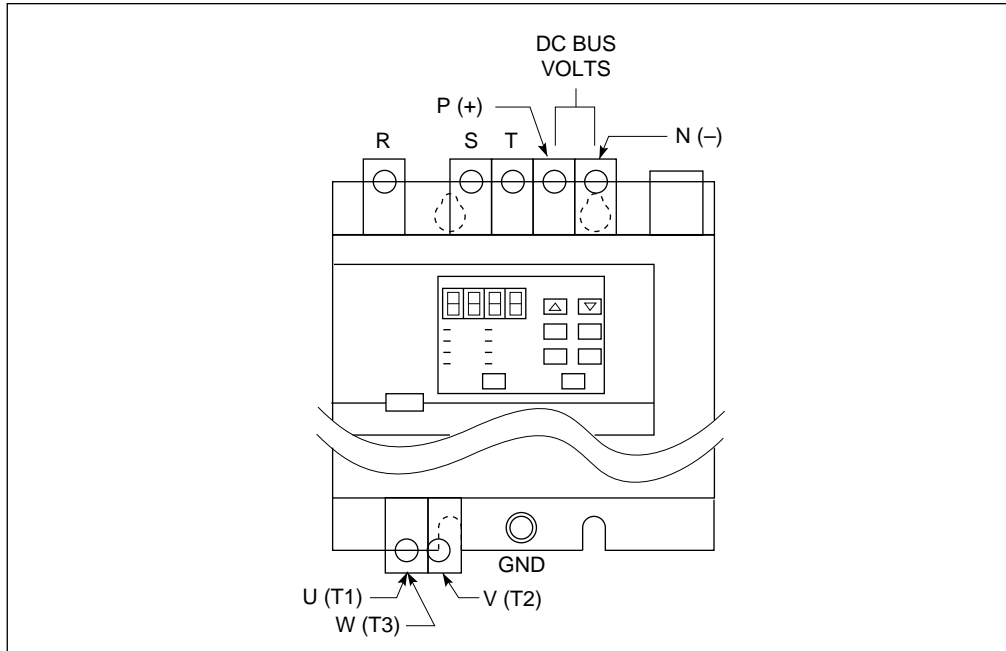 DC BUS
VOLTS
P (+)
R
S
T
N (–)
GND
U (T1)
V (T2)
W (T3)